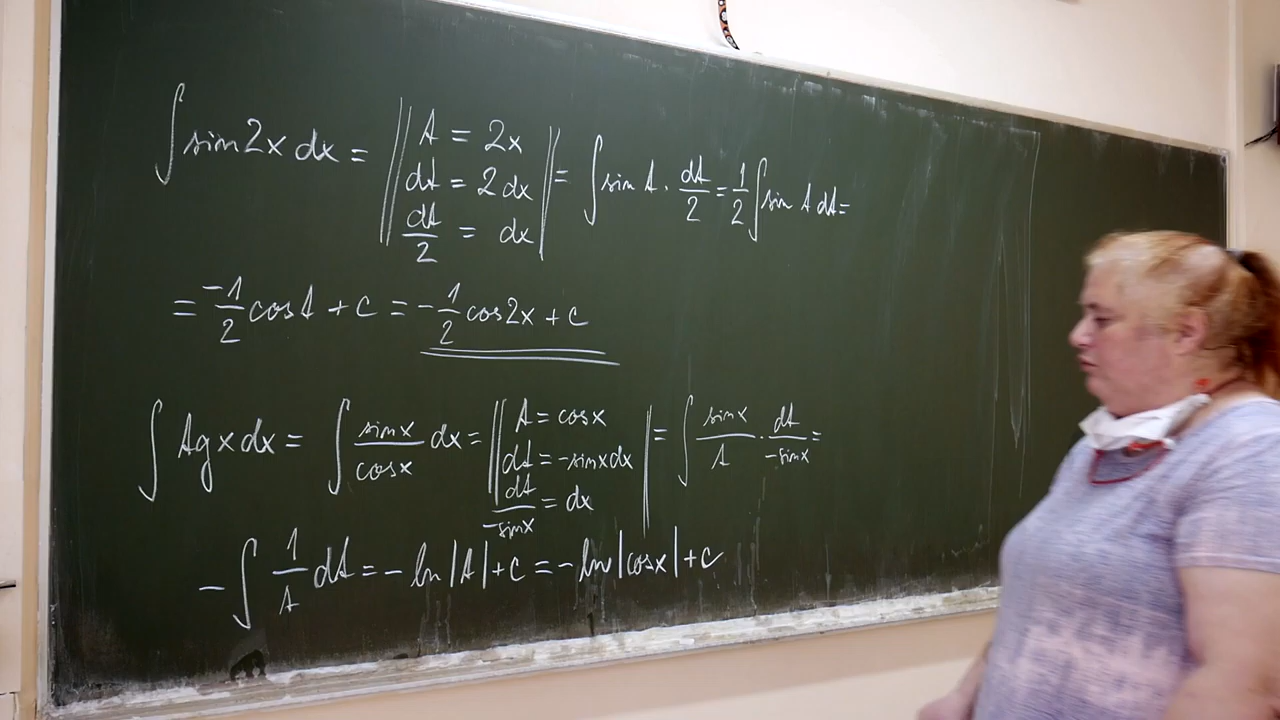 ∫ sin 2x dx = || t = 2x
dt = 2 dx
dt/2 = dx || = ∫ sin t · dt/2 = 1/2 ∫ sin t dt =
= -1/2 cos t + c = -1/2 cos 2x + c
∫ tg x dx = ∫ sin x / cos x dx = || t = cos x
dt = -sin x dx
dt/-sin x = dx || = ∫ sin x / t · dt/-sin x =
- ∫ 1/t dt = - ln |t| + c = - ln |cos x| + c